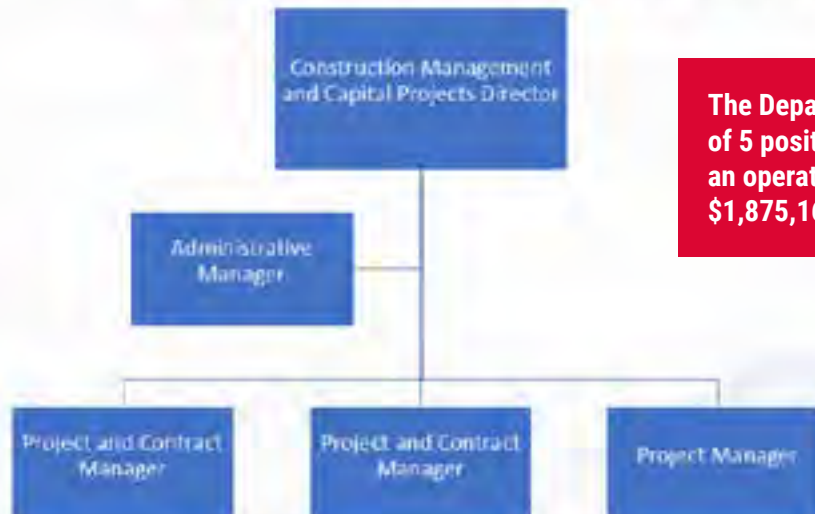 Construction Management
and Capital Projects Director
The Depa
of 5 posit
an operat
$1,875,16
Administrative
Manager
Project and Contract
Manager
Project and Contract
Manager
Project Manager